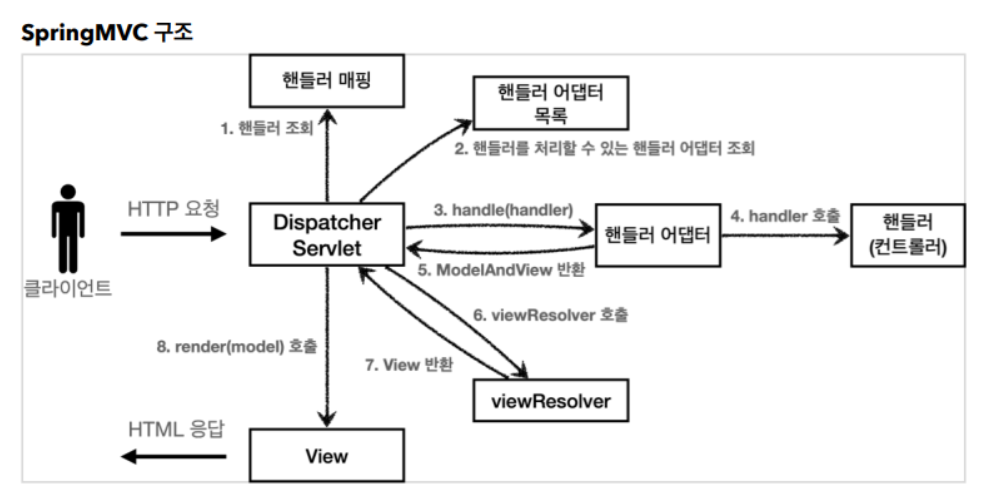 SpringMVC 구조
핸들러 매핑
핸들러 어댑터
목록
1. 핸들러 조회
2. 핸들러를 처리할 수 있는 핸들러 어댑터 조회
HTTP 요청
Dispatcher
Servlet
3. handle(handler)
핸들러 어댑터
4. handler 호출
핸들러
(컨트롤러)
5. ModelAndView 반환
클라이언트
6. viewResolver 호출
8. render(model) 호출
7. View 반환
viewResolver
HTML 응답
View